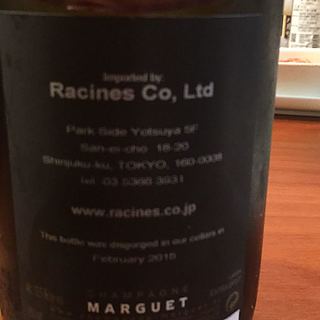 Imported by:
Racines Co, Ltd
Park Side Yotsuya 5F
San-ei-cho 18-20
Shinjuku-ku, TOKYO, 160-0008
tel 03 5366 3931
www.racines.co.jp
This bottle was disgorged in our cellars in
February 2015
CHAMPAGNE
MARGUET